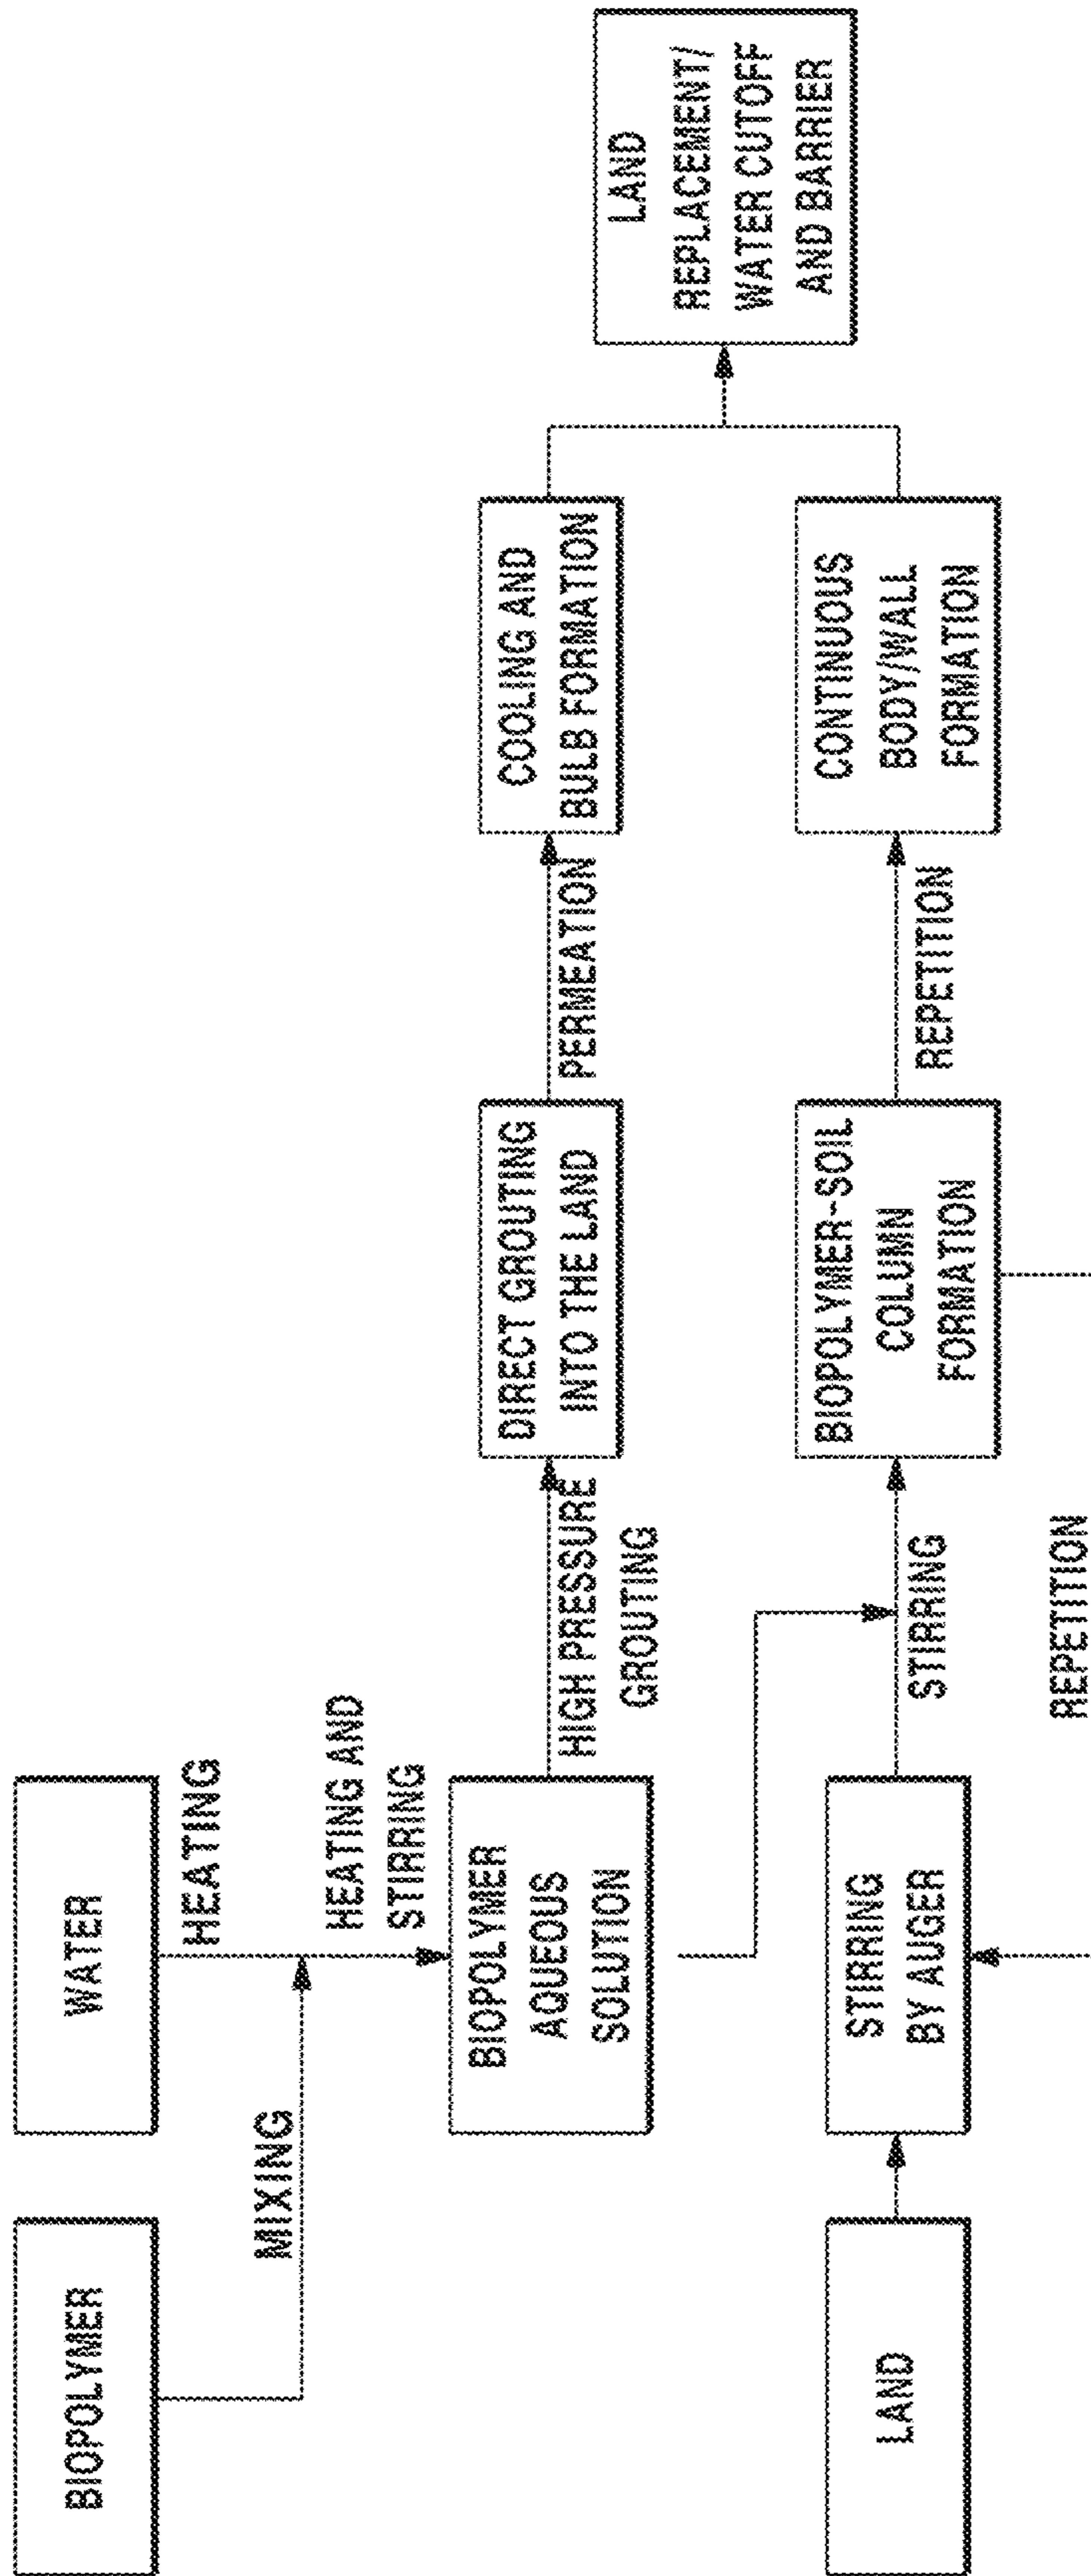 BIOPOLYMER
WATER
MIXING
HEATING
HEATING AND
STIRRING
BIOPOLYMER
AQUEOUS
SOLUTION
HIGH PRESSURE
GROUTING
DIRECT GROUTING
INTO THE LAND
PERMEATION
COOLING AND
BULB FORMATION
LAND
REPLACEMENT/
WATER CUTOFF
AND BARRIER
LAND
STIRRING
BY AUGER
STIRRING
BIOPOLYMER-SOIL
COLUMN
FORMATION
REPETITION
CONTINUOUS
BODY/WALL
FORMATION
REPETITION